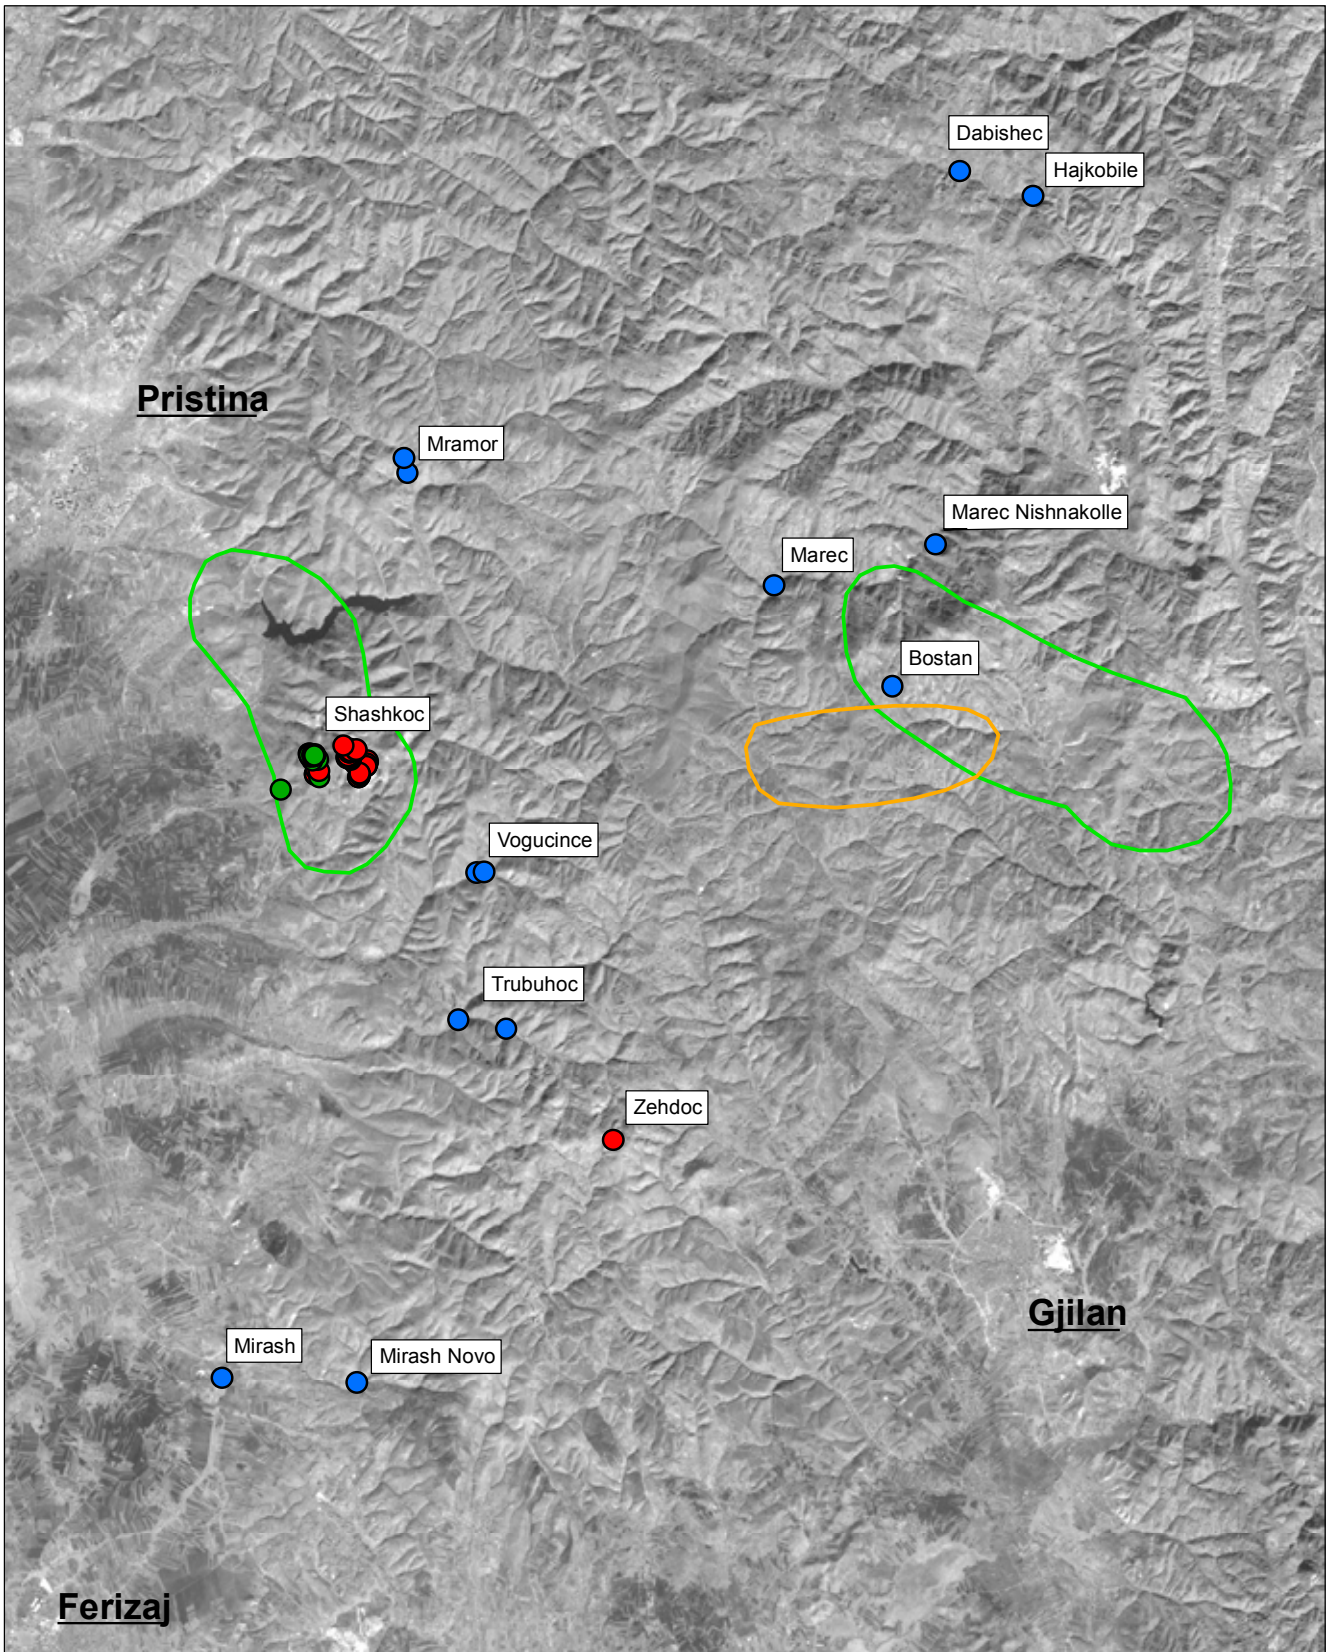 Dabishec
Hajkobile
Pristina
Mramor
Marec Nishnakolle
Marec
Bostan
Shashkoc
Vogucince
Trubuhoc
Zehdoc
Gjilan
Mirash
Mirash Novo
Ferizaj